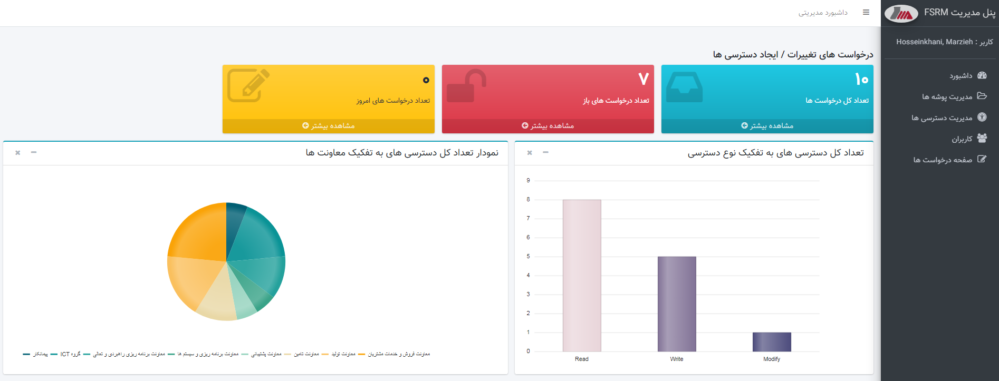 پنل مدیریت FSRM
کاربر : Hosseinkhani, Marzieh
داشبورد
مدیریت پوشه ها
مدیریت دسترسی ها
کاربران
صفحه درخواست ها
داشبورد مدیریتی
درخواست های تغییرات / ایجاد دسترسی ها
۱۰
تعداد کل درخواست ها
مشاهده بیشتر
۷
تعداد درخواست های باز
مشاهده بیشتر
۰
تعداد درخواست های امروز
مشاهده بیشتر
تعداد کل دسترسی های به تفکیک نوع دسترسی
9
8
7
6
5
4
3
2
1
0
Read Write Modify
نمودار تعداد کل دسترسی های به تفکیک معاونت ها
معاونت فروش و خدمات مشتریان معاونت تولید معاونت تامین معاونت پشتیبانی معاونت برنامه ریزی و سیستم ها معاونت برنامه ریزی راهبردی و تعالی گروه ICT پیمانکار